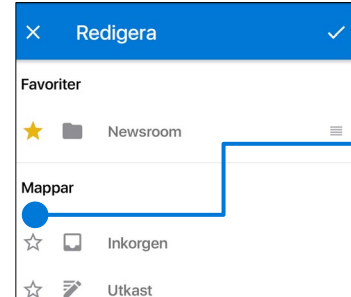 Redigera
Favoriter
Newsroom
Mappar
Inkorgen
Utkast